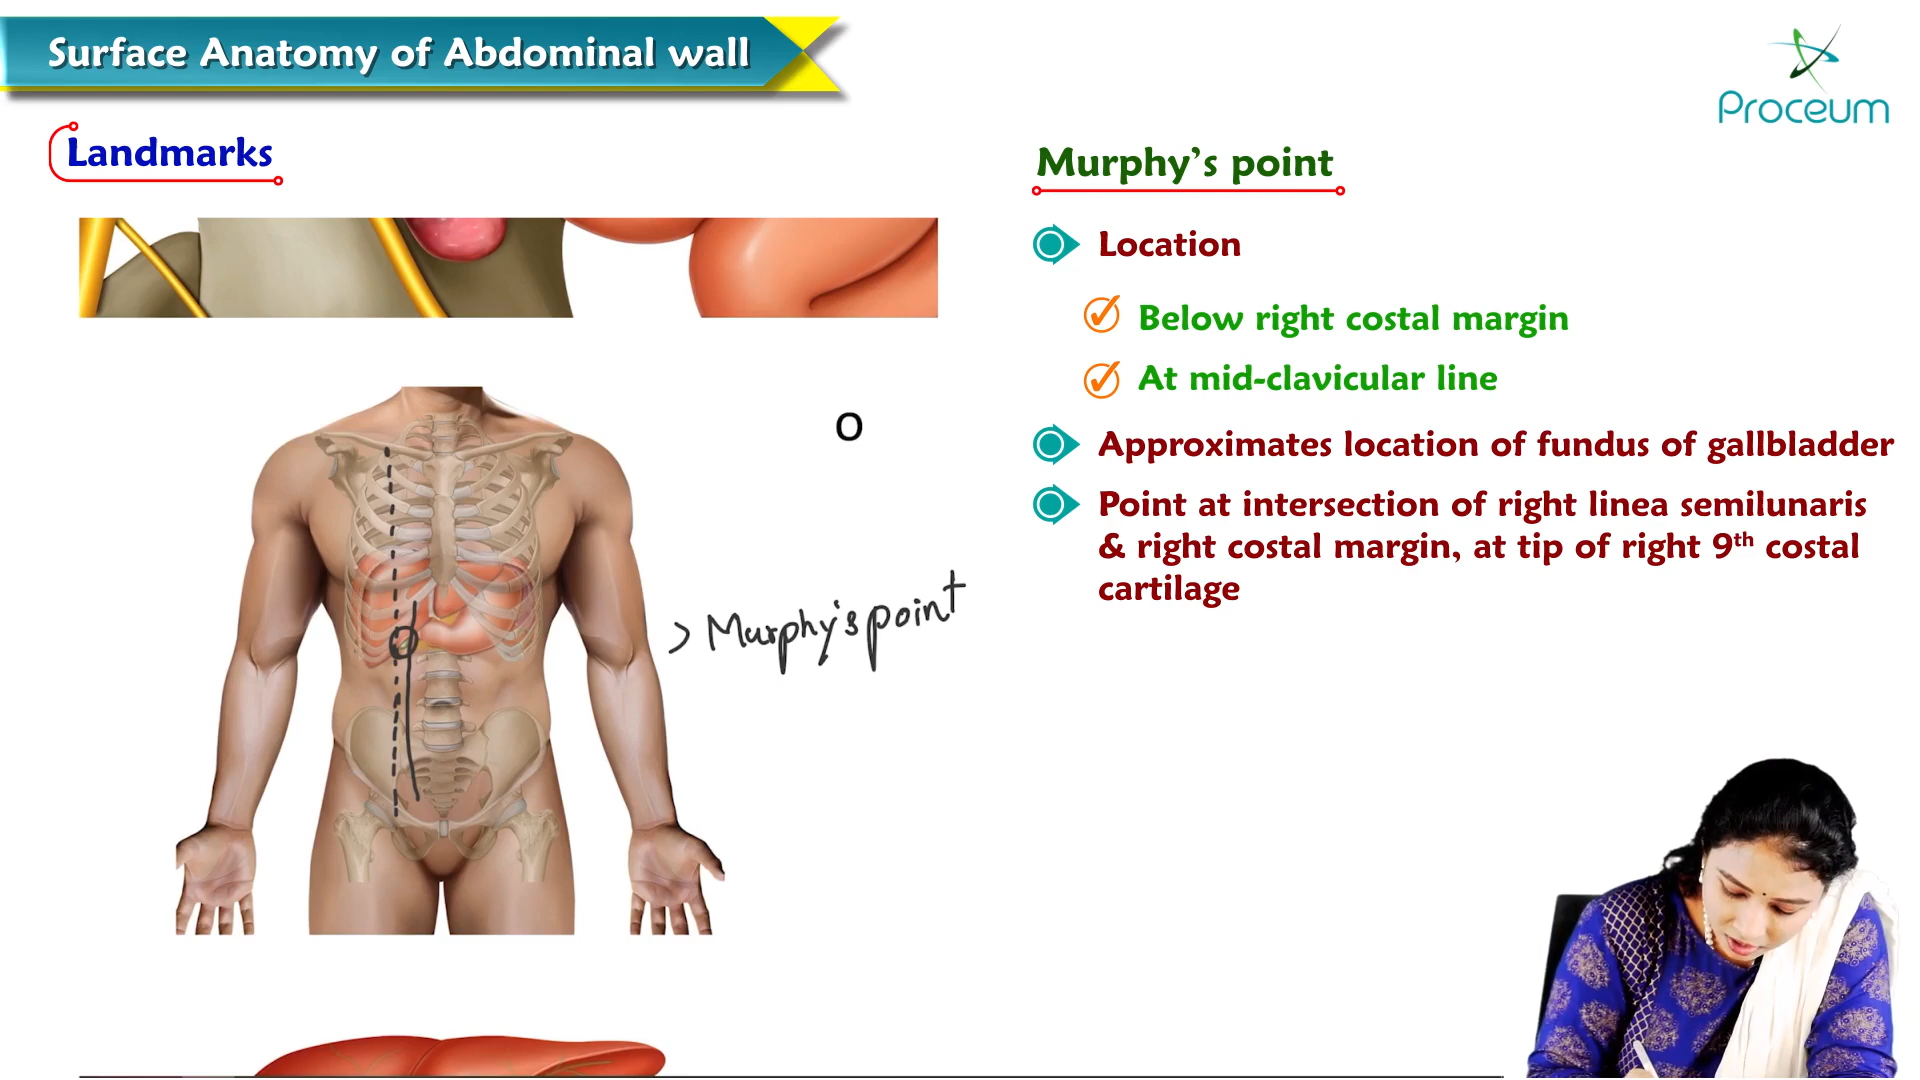 Surface Anatomy of Abdominal wall
Proceum
Landmarks
O
Murphy's point
Murphy's point
Location
Below right costal margin
At mid-clavicular line
Approximates location of fundus of gallbladder
Point at intersection of right linea semilunaris
& right costal margin, at tip of right 9th costal
cartilage